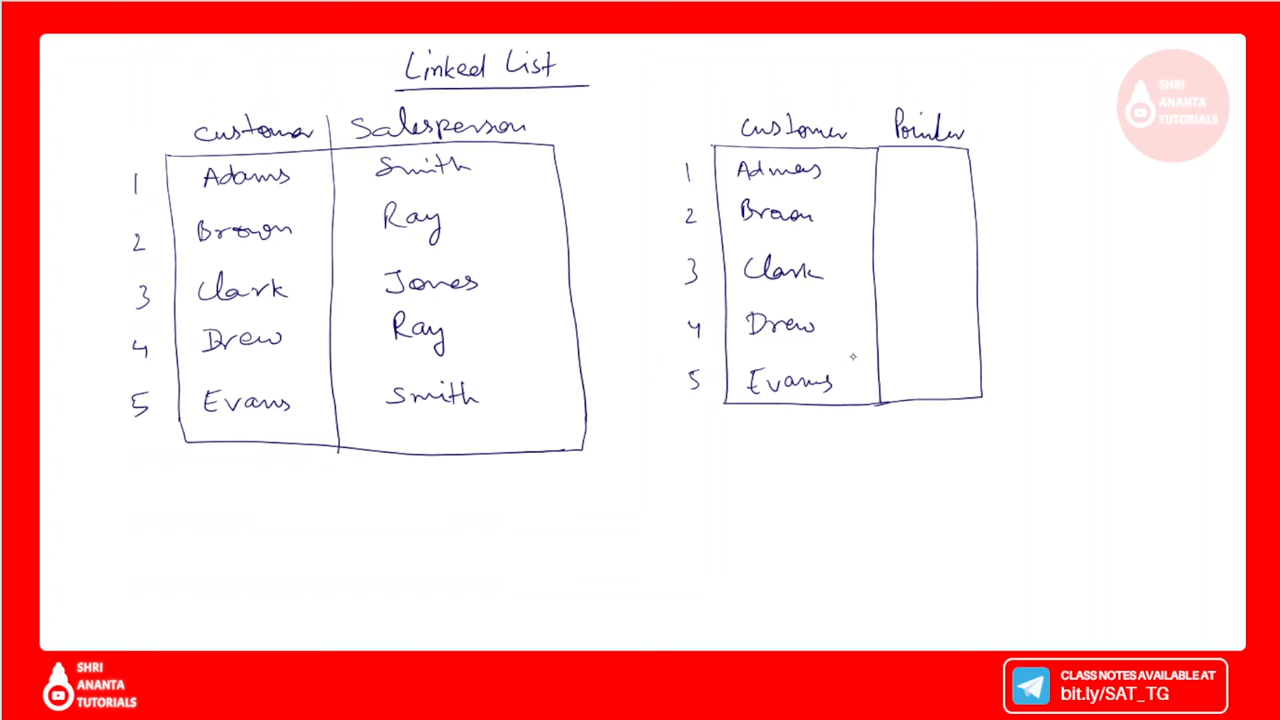 Linked List
SHRI
ANANTA
TUTORIALS
Customer Salesperson
1 Adams Smith
2 Brown Ray
3 Clark Jones
4 Drew Ray
5 Evans Smith
Customer Pointer
1 Admas
2 Brown
3 Clark
4 Drew
5 Evans
SHRI
ANANTA
TUTORIALS
CLASS NOTES AVAILABLE AT
bit.ly/SAT_TG